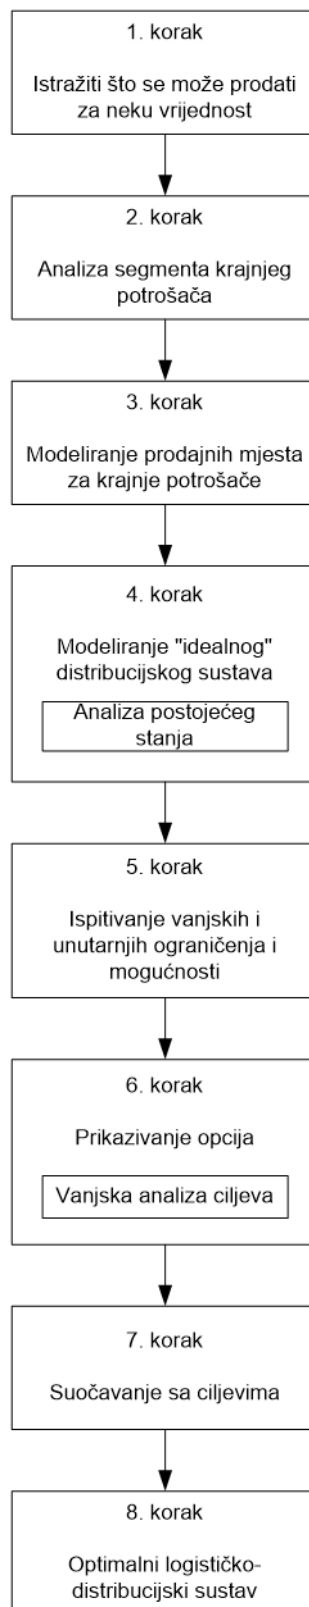 1. korak
Istražiti što se može prodati
za neku vrijednost
2. korak
Analiza segmenta krajnjeg
potrošača
3. korak
Modeliranje prodajnih mjesta
za krajnje potrošače
4. korak
Modeliranje "idealnog"
distribucijskog sustava
Analiza postojećeg
stanja
5. korak
Ispitivanje vanjskih i
unutarnjih ograničenja i
mogućnosti
6. korak
Prikazivanje opcija
Vanjska analiza ciljeva
7. korak
Suočavanje sa ciljevima
8. korak
Optimalni logističko-
distribucijski sustav